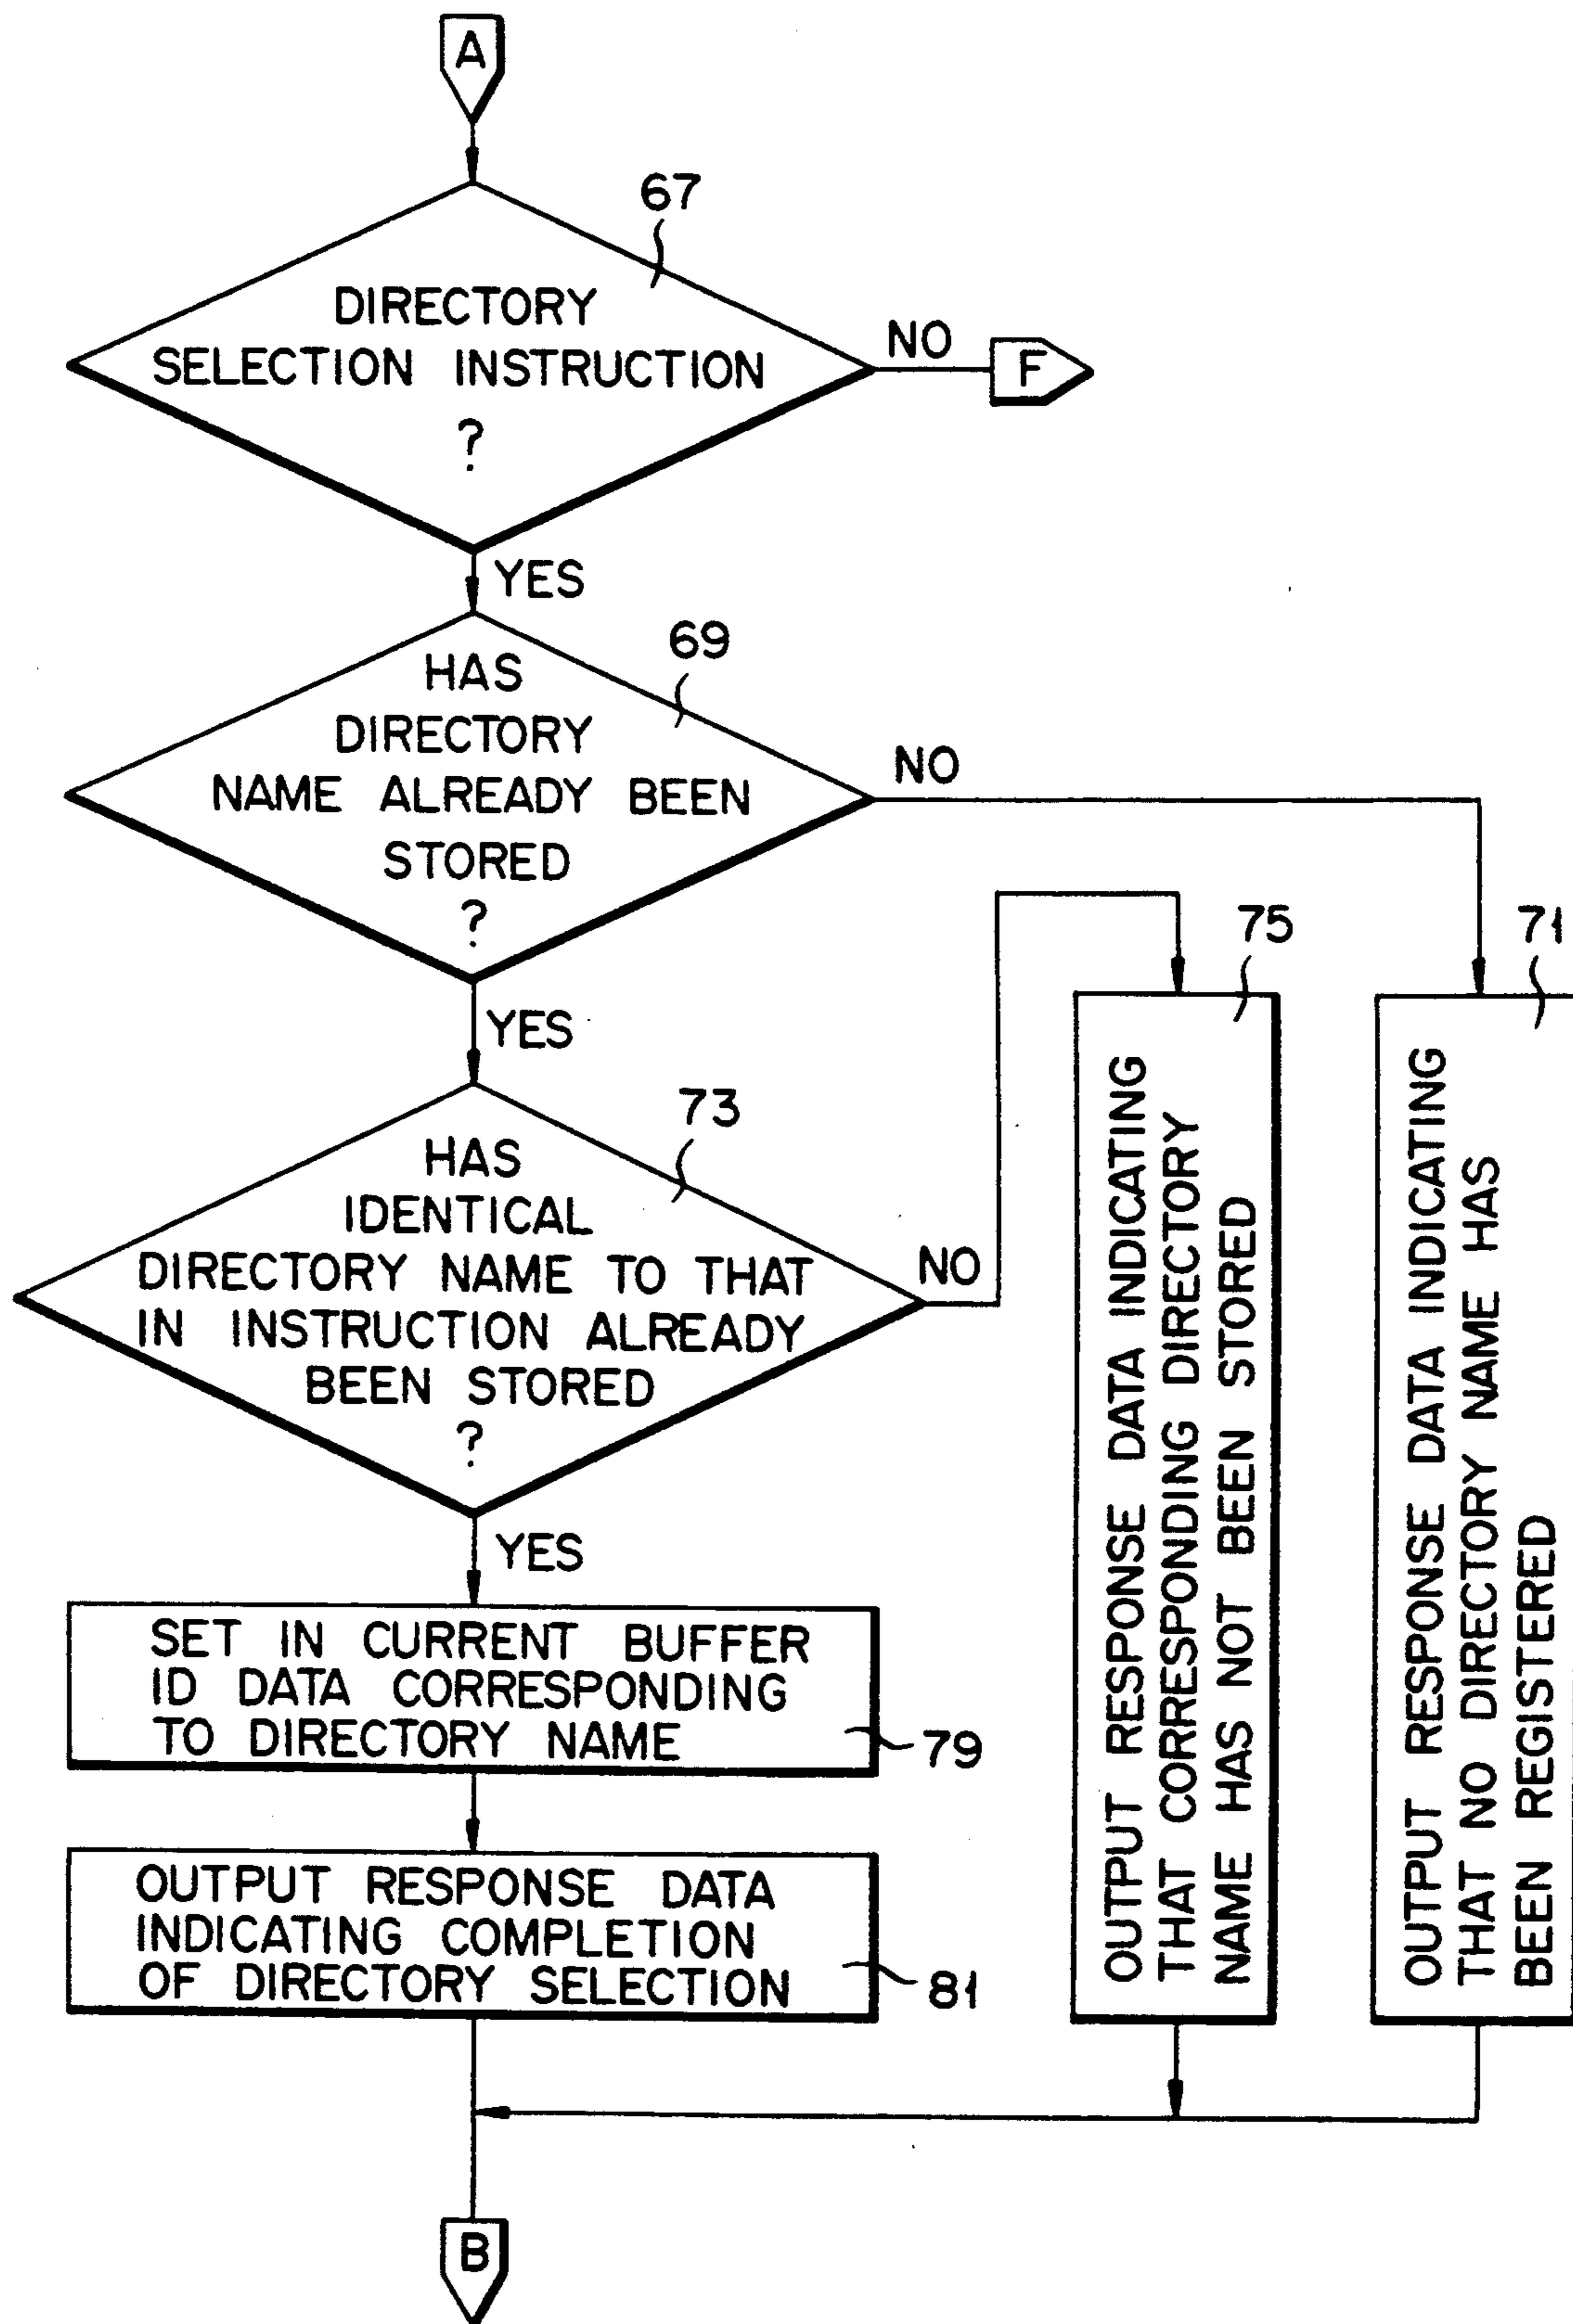 A
67
DIRECTORY
SELECTION INSTRUCTION
?
NO
F
YES
69
HAS
DIRECTORY
NAME ALREADY BEEN
STORED
?
NO
YES
73
HAS
IDENTICAL
DIRECTORY NAME TO THAT
IN INSTRUCTION ALREADY
BEEN STORED
?
NO
YES
75
OUTPUT RESPONSE DATA INDICATING
THAT CORRESPONDING DIRECTORY
NAME HAS NOT BEEN STORED
71
OUTPUT RESPONSE DATA INDICATING
THAT NO DIRECTORY NAME HAS
BEEN REGISTERED
SET IN CURRENT BUFFER
ID DATA CORRESPONDING
TO DIRECTORY NAME
79
OUTPUT RESPONSE DATA
INDICATING COMPLETION
OF DIRECTORY SELECTION
81
B